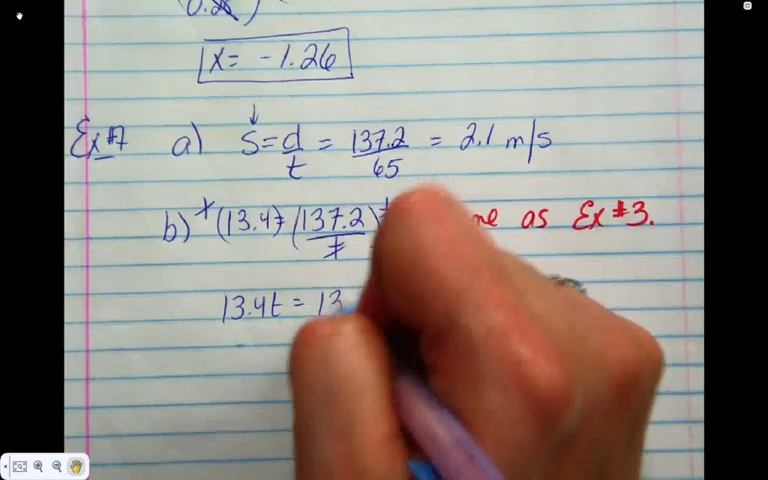 x = -1.26
Ex #7 a) s = d/t = 137.2/65 = 2.1 m/s
b) t(13.4) = (137.2/t) as Ex #3.
13.4t = 13